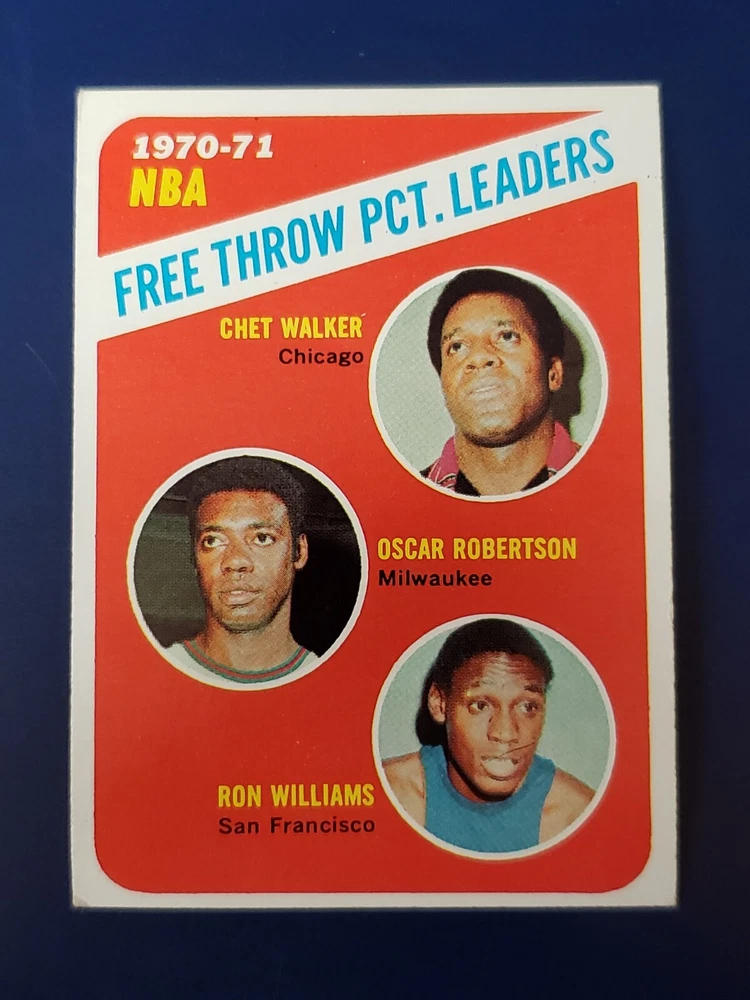 1970-71
NBA
FREE THROW PCT. LEADERS
CHET WALKER
Chicago
OSCAR ROBERTSON
Milwaukee
RON WILLIAMS
San Francisco